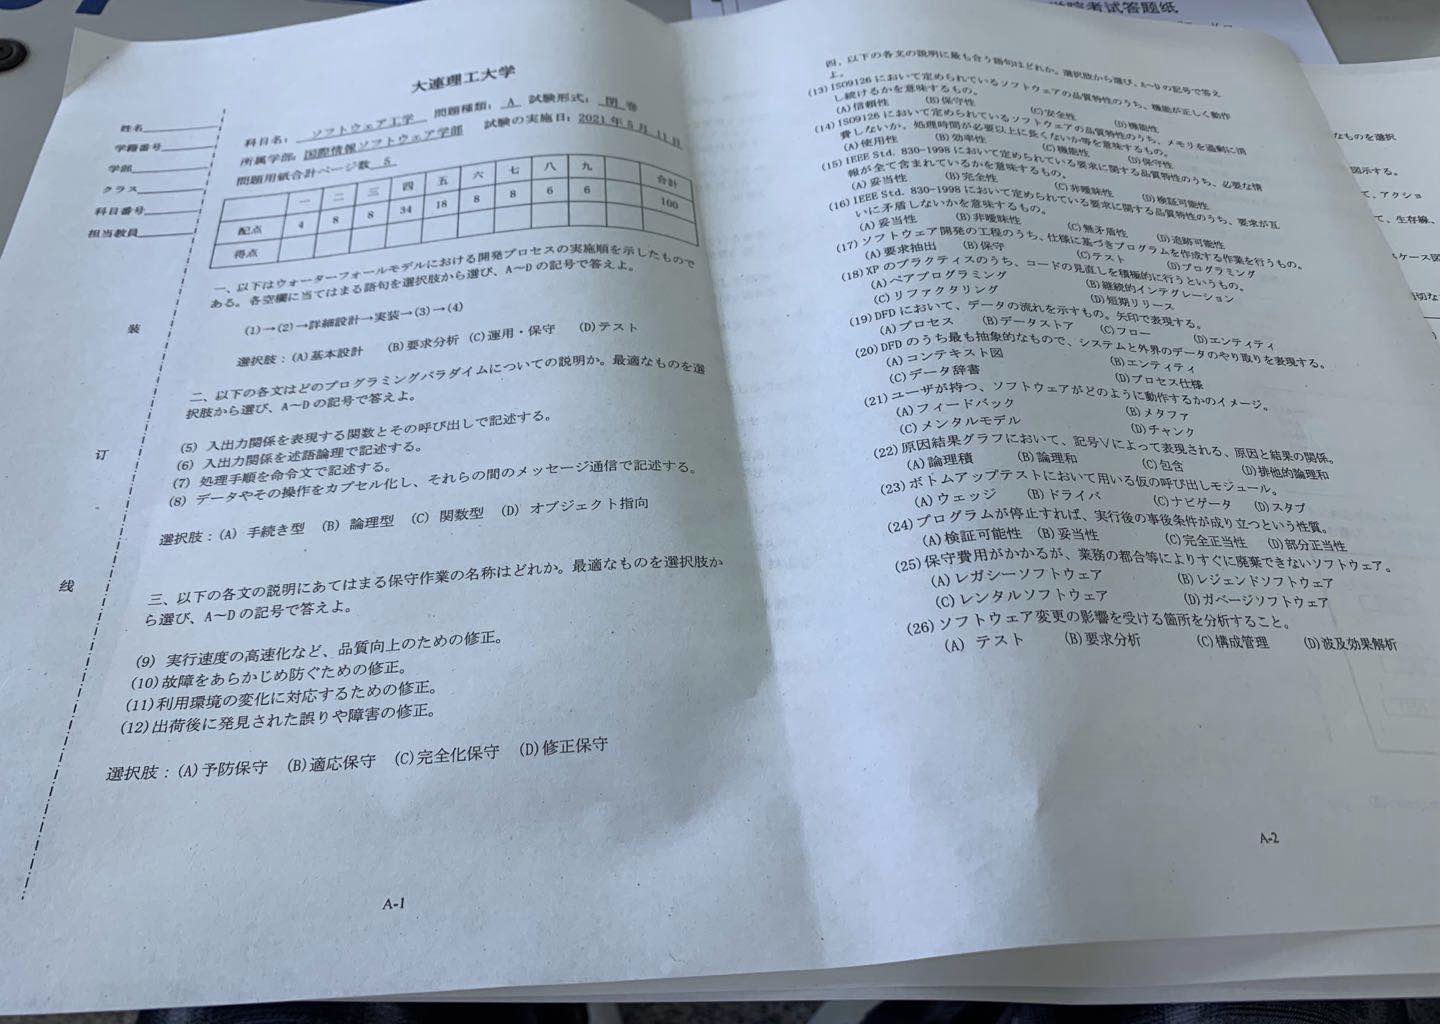 大連理工大学
科目名： ソフトウェア工学 問題種類： A 試験形式： 閉 巻
所属学部： 国際情報ソフトウェア学部 試験の実施日：2021 年 5 月 11 日
問題用紙合計ページ数 5
姓名
学籍番号
学部
クラス
科目番号
担当教員
装
订
线
一 二 三 四 五 六 七 八 九 合計
配点 4 8 8 34 18 8 8 6 6 100
得点
一、以下はウォーターフォールモデルにおける開発プロセスの実施順を示したもので
ある。各空欄に当てはまる語句を選択肢から選び、A～D の記号で答えよ。
(1)→(2)→詳細設計→実装→(3)→(4)
選択肢：(A)基本設計 (B)要求分析 (C)運用・保守 (D)テスト
二、以下の各文はどのプログラミングパラダイムについての説明か。最適なものを選
択肢から選び、A～D の記号で答えよ。
(5) 入出力関係を表現する関数とその呼び出しで記述する。
(6) 入出力関係を述語論理で記述する。
(7) 処理手順を命令文で記述する。
(8) データやその操作をカプセル化し、それらの間のメッセージ通信で記述する。
選択肢：(A) 手続き型 (B) 論理型 (C) 関数型 (D) オブジェクト指向
三、以下の各文の説明にあてはまる保守作業の名称はどれか。最適なものを選択肢か
ら選び、A～D の記号で答えよ。
(9) 実行速度の高速化など、品質向上のための修正。
(10)故障をあらかじめ防ぐための修正。
(11)利用環境の変化に対応するための修正。
(12)出荷後に発見された誤りや障害の修正。
選択肢：(A)予防保守 (B)適応保守 (C)完全化保守 (D)修正保守
A-1
四、以下の各文の説明に最も合う語句はどれか。選択肢から選び、A～D の記号で答え
よ。
(13)ISO9126 において定められているソフトウェアの品質特性のうち、機能が正しく動作
し続けるかを意味するもの。
(A)信頼性 (B)保守性 (C)安全性 (D)機能性
(14)ISO9126 において定められているソフトウェアの品質特性のうち、メモリを過剰に消
費しないか、処理時間が必要以上に長くないか等を意味するもの。
(A)使用性 (B)効率性 (C)機能性 (D)保守性
(15)IEEE Std. 830-1998 において定められている要求に関する品質特性のうち、必要な情
報が全て含まれているかを意味するもの。
(A)妥当性 (B)完全性 (C)非曖昧性 (D)検証可能性
(16)IEEE Std. 830-1998 において定められている要求に関する品質特性のうち、要求が互
いに矛盾しないかを意味するもの。
(A)妥当性 (B)非曖昧性 (C)無矛盾性 (D)追跡可能性
(17)ソフトウェア開発の工程のうち、仕様に基づきプログラムを作成する作業を行うもの。
(A)要求抽出 (B)保守 (C)テスト (D)プログラミング
(18)XP のプラクティスのうち、コードの見直しを積極的に行うというもの。
(A)ペアプログラミング (B)継続的インテグレーション
(C)リファクタリング (D)短期リリース
(19)DFD において、データの流れを示すもの。矢印で表現する。
(A)プロセス (B)データストア (C)フロー (D)エンティティ
(20)DFD のうち最も抽象的なもので、システムと外界のデータのやり取りを表現する。
(A)コンテキスト図 (B)エンティティ
(C)データ辞書 (D)プロセス仕様
(21)ユーザが持つ、ソフトウェアがどのように動作するかのイメージ。
(A)フィードバック (B)メタファ
(C)メンタルモデル (D)チャンク
(22)原因結果グラフにおいて、記号∨によって表現される、原因と結果の関係。
(A)論理積 (B)論理和 (C)包含 (D)排他的論理和
(23)ボトムアップテストにおいて用いる仮の呼び出しモジュール。
(A)ウェッジ (B)ドライバ (C)ナビゲータ (D)スタブ
(24)プログラムが停止すれば、実行後の事後条件が成り立つという性質。
(A)検証可能性 (B)妥当性 (C)完全正当性 (D)部分正当性
(25)保守費用がかかるが、業務の都合等によりすぐに廃棄できないソフトウェア。
(A)レガシーソフトウェア (B)レジェンドソフトウェア
(C)レンタルソフトウェア (D)ガベージソフトウェア
(26)ソフトウェア変更の影響を受ける箇所を分析すること。
(A) テスト (B)要求分析 (C)構成管理 (D)波及効果解析
A-2
考试答题纸
なものを選択
図示する。
て、アクショ
て、生存線、
スケース図